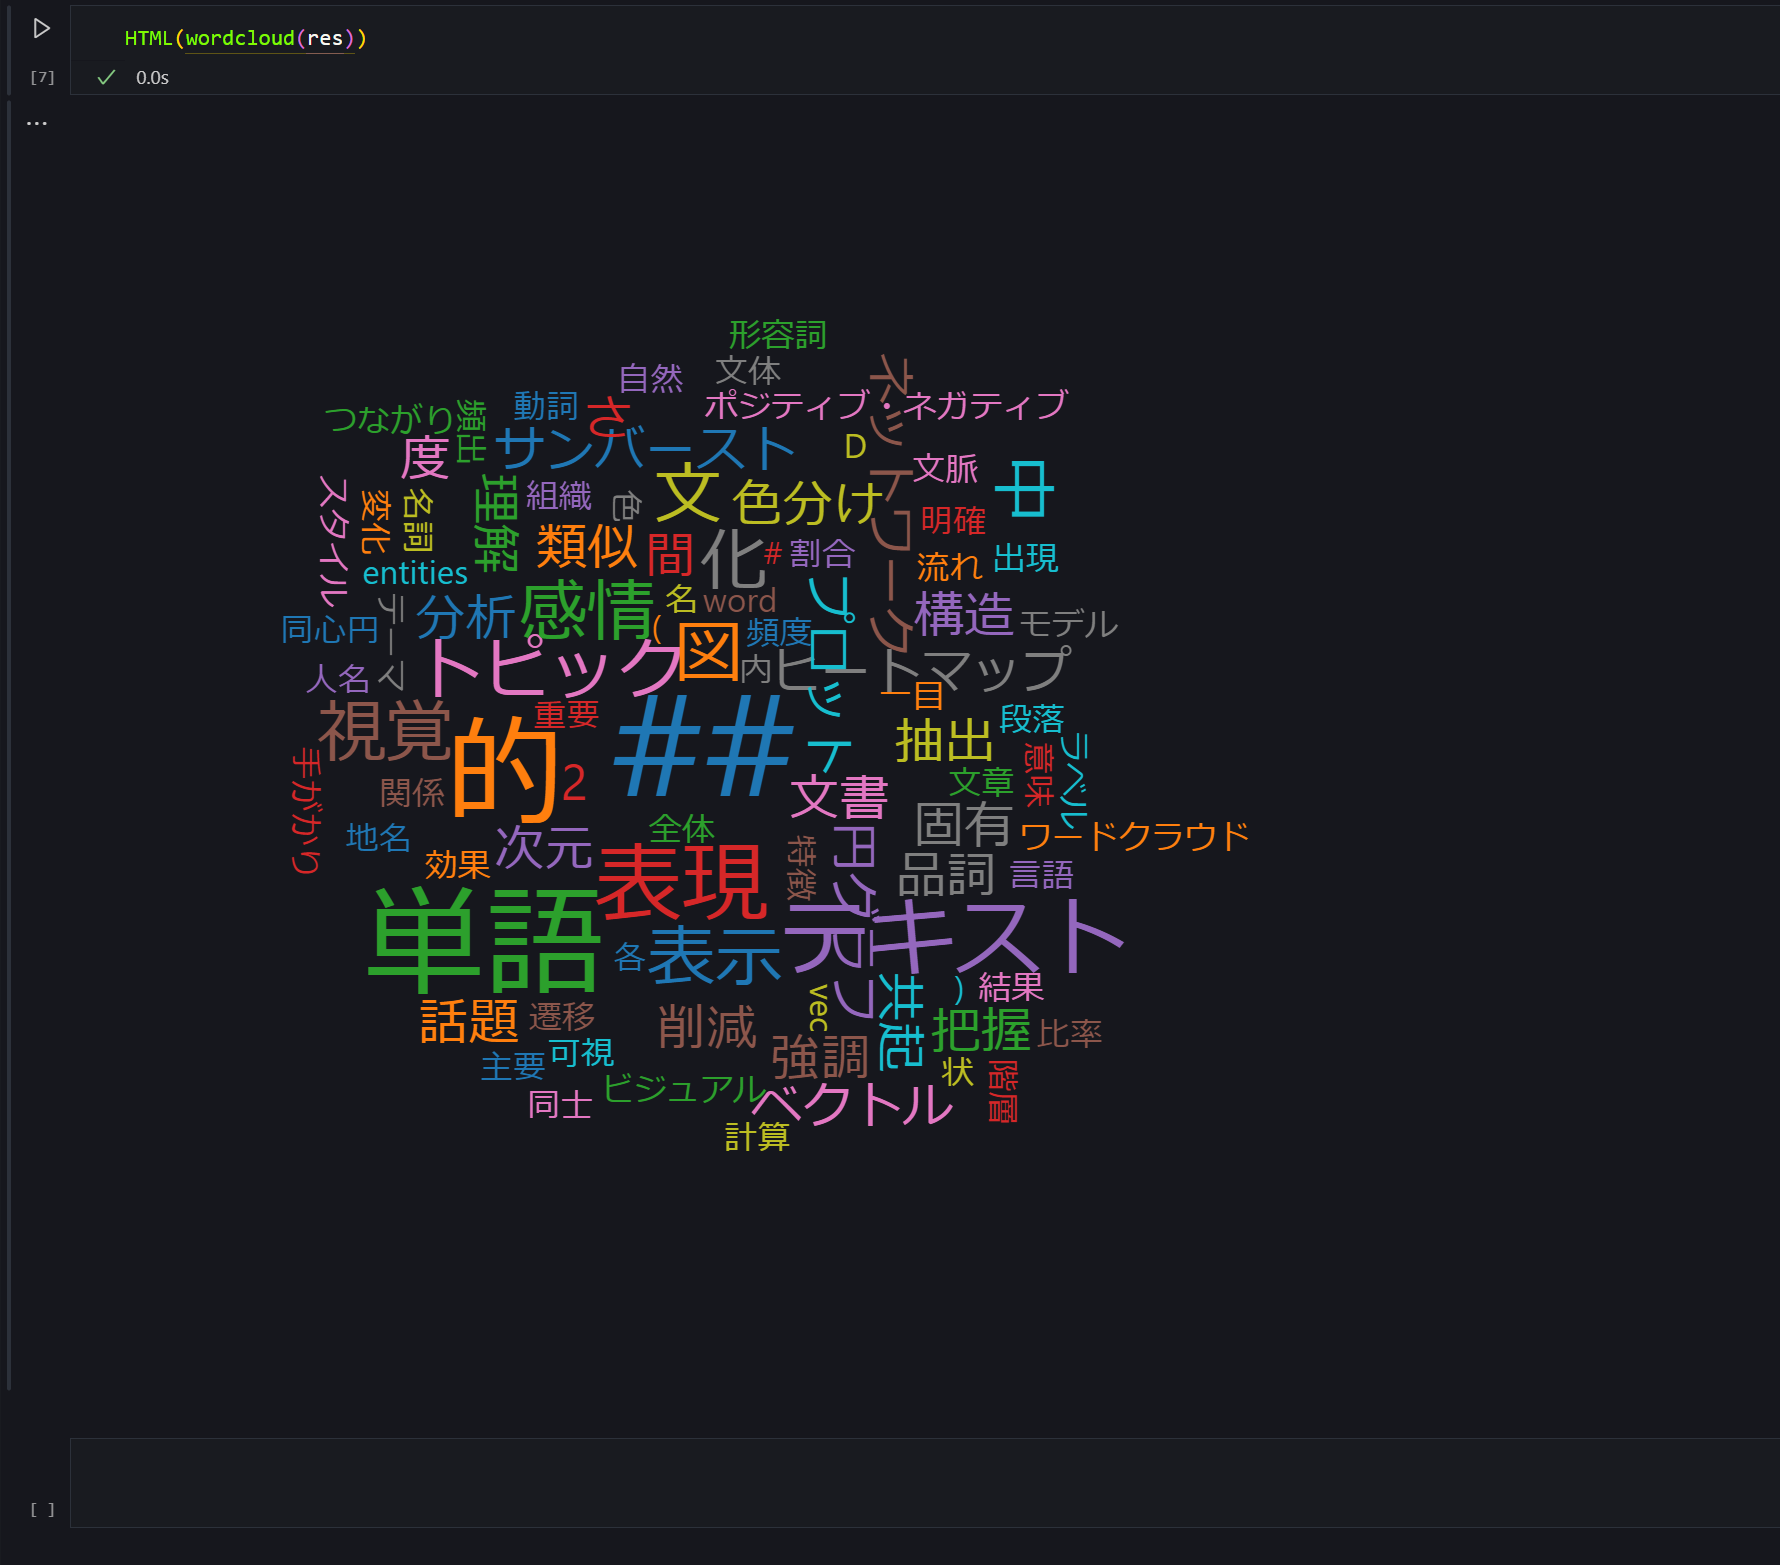 HTML(wordcloud(res))
[7]
0.0s
...
形容詞
自然
文体
ネットワーク
つながり
頻出
動詞
さ
ポジティブ・ネガティブ
度
サンバースト
D
文脈
中
スタイル
変化
名詞
理解
組織
色
文
色分け
明確
類似
間
化
#
割合
流れ
出現
entities
テーマ
分析
感情
名
word
プロット
構造
モデル
同心円
(
図
頻度
人名
トピック
内
ヒートマップ
一目
視覚
的
重要
##
抽出
段落
手がかり
関係
2
文書
文章
意味
ラベル
地名
効果
次元
全体
特徴
円グラフ
固有
ワードクラウド
品詞
言語
単語
表現
各
表示
テキスト
話題
遷移
削減
vec
共起
)
結果
主要
可視
強調
把握
比率
同士
ビジュアル
ベクトル
状
階層
計算
[ ]